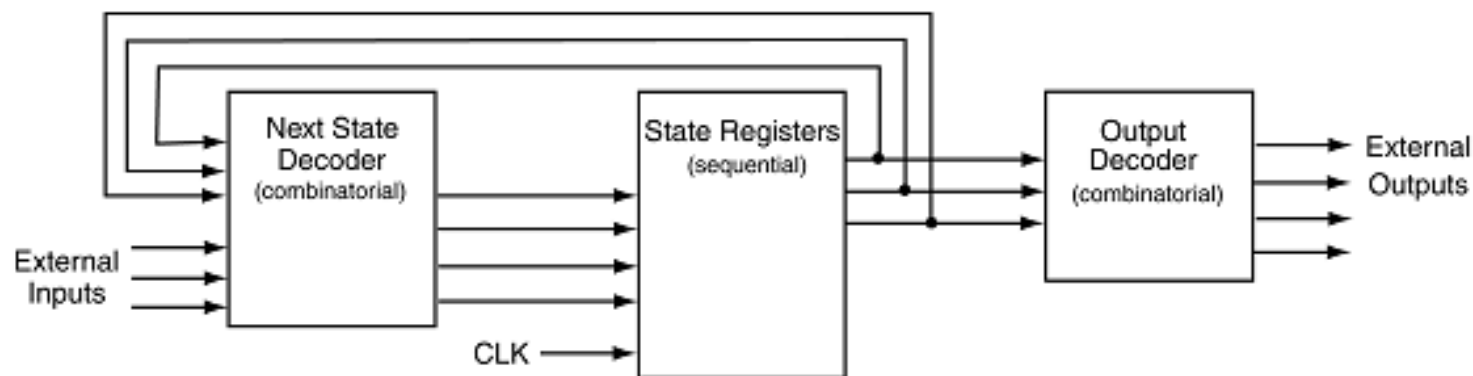 Next State
Decoder
(combinatorial)
External
Inputs
CLK
State Registers
(sequential)
Output
Decoder
(combinatorial)
External
Outputs